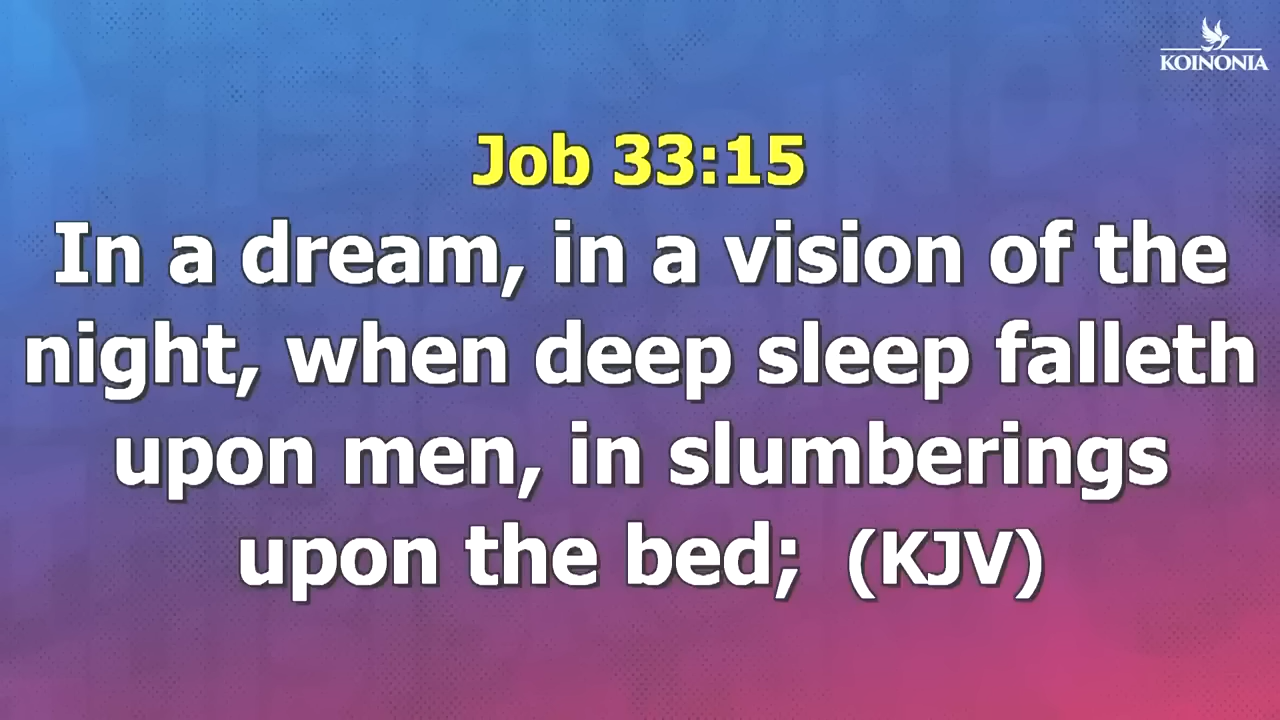 KOINONIA
Job 33:15
In a dream, in a vision of the
night, when deep sleep falleth
upon men, in slumberings
upon the bed;  (KJV)